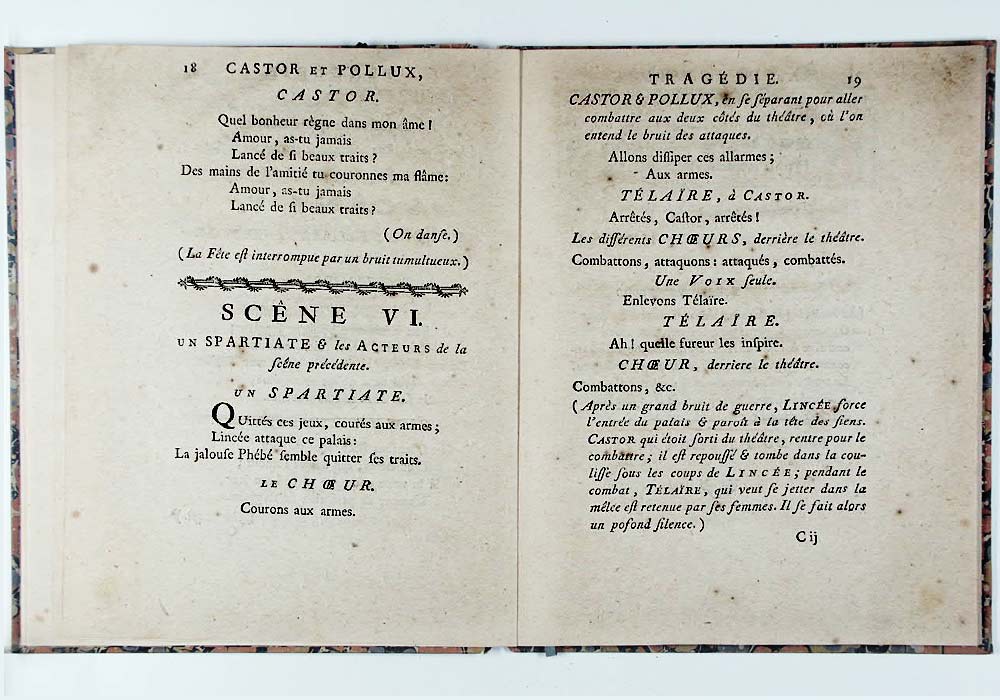 18 CASTOR ET POLLUX,
CASTOR.
Quel bonheur règne dans mon âme !
Amour, as-tu jamais
Lancé de ſi beaux traits ?
Des mains de l'amitié tu couronnes ma flâme :
Amour, as-tu jamais
Lancé de ſi beaux traits ?
(On danſe.)
(La Fête eſt interrompue par un bruit tumultueux.)
SCÊNE VI.
UN SPARTIATE & les ACTEURS de la
ſcêne précédente.
UN SPARTIATE.
QUittés ces jeux, courés aux armes ;
Lincée attaque ce palais :
La jalouſe Phébé ſemble quitter ſes traits.
LE CHŒUR.
Courons aux armes.
TRAGÉDIE. 19
CASTOR & POLLUX, en ſe ſéparant pour aller
combattre aux deux côtés du théâtre, où l'on
entend le bruit des attaques.
Allons diſſiper ces allarmes ;
Aux armes.
TÉLAÏRE, à CASTOR.
Arrêtés, Caſtor, arrêtés !
Les différents CHŒURS, derrière le théâtre.
Combattons, attaquons : attaqués, combattés.
Une VOIX ſeule.
Enlevons Télaïre.
TÉLAÏRE.
Ah ! quelle fureur les inſpire.
CHŒUR, derriere le théâtre.
Combattons, &c.
(Après un grand bruit de guerre, LINCÉE force
l'entrée du palais & paroît à la tête des ſiens.
CASTOR qui étoit ſorti du théâtre, rentre pour le
combattre ; il eſt repouſſé & tombe dans la cou-
liſſe ſous les coups de LINCÉE ; pendant le
combat, TÉLAÏRE, qui veut ſe jetter dans la
mêlce eſt retenue par ſes femmes. Il ſe fait alors
un pofond ſilence.)
Cij